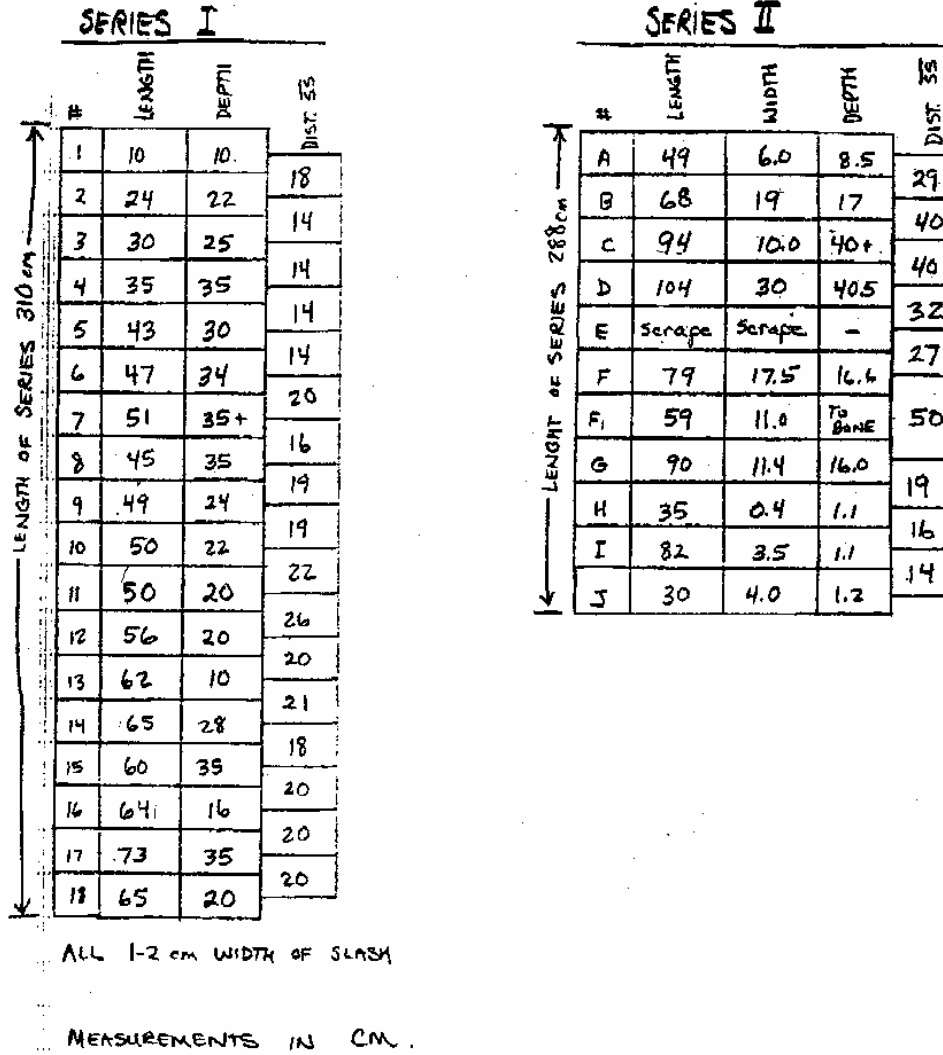 SERIES I
# LENGTH DEPTH DIST. SS
1 10 10.
18
2 24 22
14
3 30 25
14
4 35 35
14
5 43 30
14
6 47 34
20
7 51 35+
16
8 45 35
19
9 49 24
19
10 50 22
22
11 50 20
26
12 56 20
20
13 62 10
21
14 65 28
18
15 60 35
20
16 64 16
20
17 73 35
20
18 65 20
LENGTH OF SERIES 310 cm
ALL 1-2 cm WIDTH OF SLASH
MEASUREMENTS IN CM.
SERIES II
# LENGTH WIDTH DEPTH DIST. SS
A 49 6.0 8.5
29
B 68 19 17
40
C 94 10.0 40+
40
D 104 30 40.5
32
E Scrape Scrape -
27
F 79 17.5 16.6
50
F1 59 11.0 TO BONE
G 90 11.4 16.0
19
H 35 0.4 1.1
16
I 82 3.5 1.1
14
J 30 4.0 1.2
LENGHT OF SERIES 288cm